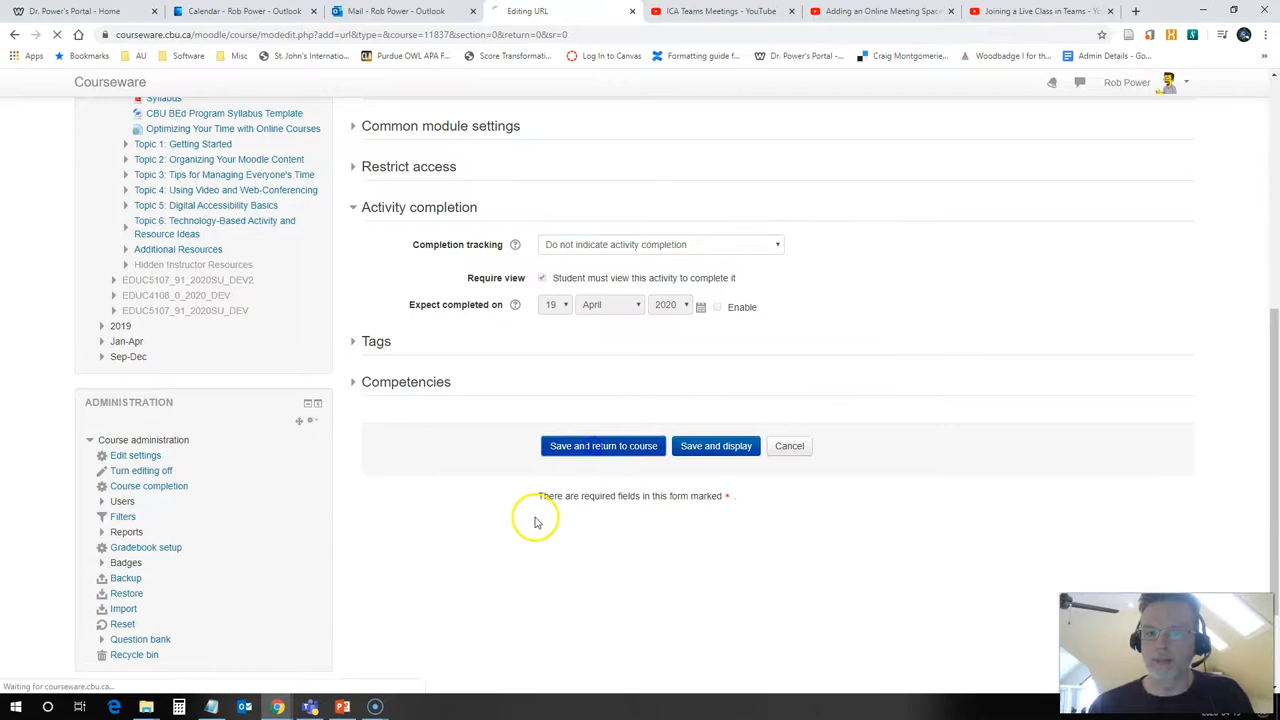 Dr. Power's Portal - Home
Calendar - Rob Power - Outlook
Mail - Rob Power - Outlook
Editing URL
ICA Teams Meetings - YouTube
Adding an Online Meeting Space
Joining a Live Class in Teams - Yo
courseware.cbu.ca/moodle/course/modedit.php?add=url&type=&course=11837&section=0&return=0&sr=0
Apps
Bookmarks
AU
Software
Misc
St. John's Internatio...
Purdue OWL APA F...
Score Transformati...
Log In to Canvas
Formatting guide f...
Dr. Power's Portal -...
Craig Montgomerie...
Woodbadge I for th...
Admin Details - Go...
Courseware
Rob Power
Syllabus
CBU BEd Program Syllabus Template
Optimizing Your Time with Online Courses
Topic 1: Getting Started
Topic 2: Organizing Your Moodle Content
Topic 3: Tips for Managing Everyone's Time
Topic 4: Using Video and Web-Conferencing
Topic 5: Digital Accessibility Basics
Topic 6: Technology-Based Activity and
Resource Ideas
Additional Resources
Hidden Instructor Resources
EDUC5107_91_2020SU_DEV2
EDUC4108_0_2020_DEV
EDUC5107_91_2020SU_DEV
2019
Jan-Apr
Sep-Dec
ADMINISTRATION
Course administration
Edit settings
Turn editing off
Course completion
Users
Filters
Reports
Gradebook setup
Badges
Backup
Restore
Import
Reset
Question bank
Recycle bin
Common module settings
Restrict access
Activity completion
Completion tracking
Do not indicate activity completion
Require view
Student must view this activity to complete it
Expect completed on
19
April
2020
Enable
Tags
Competencies
Save and return to course
Save and display
Cancel
There are required fields in this form marked * .
Waiting for courseware.cbu.ca...